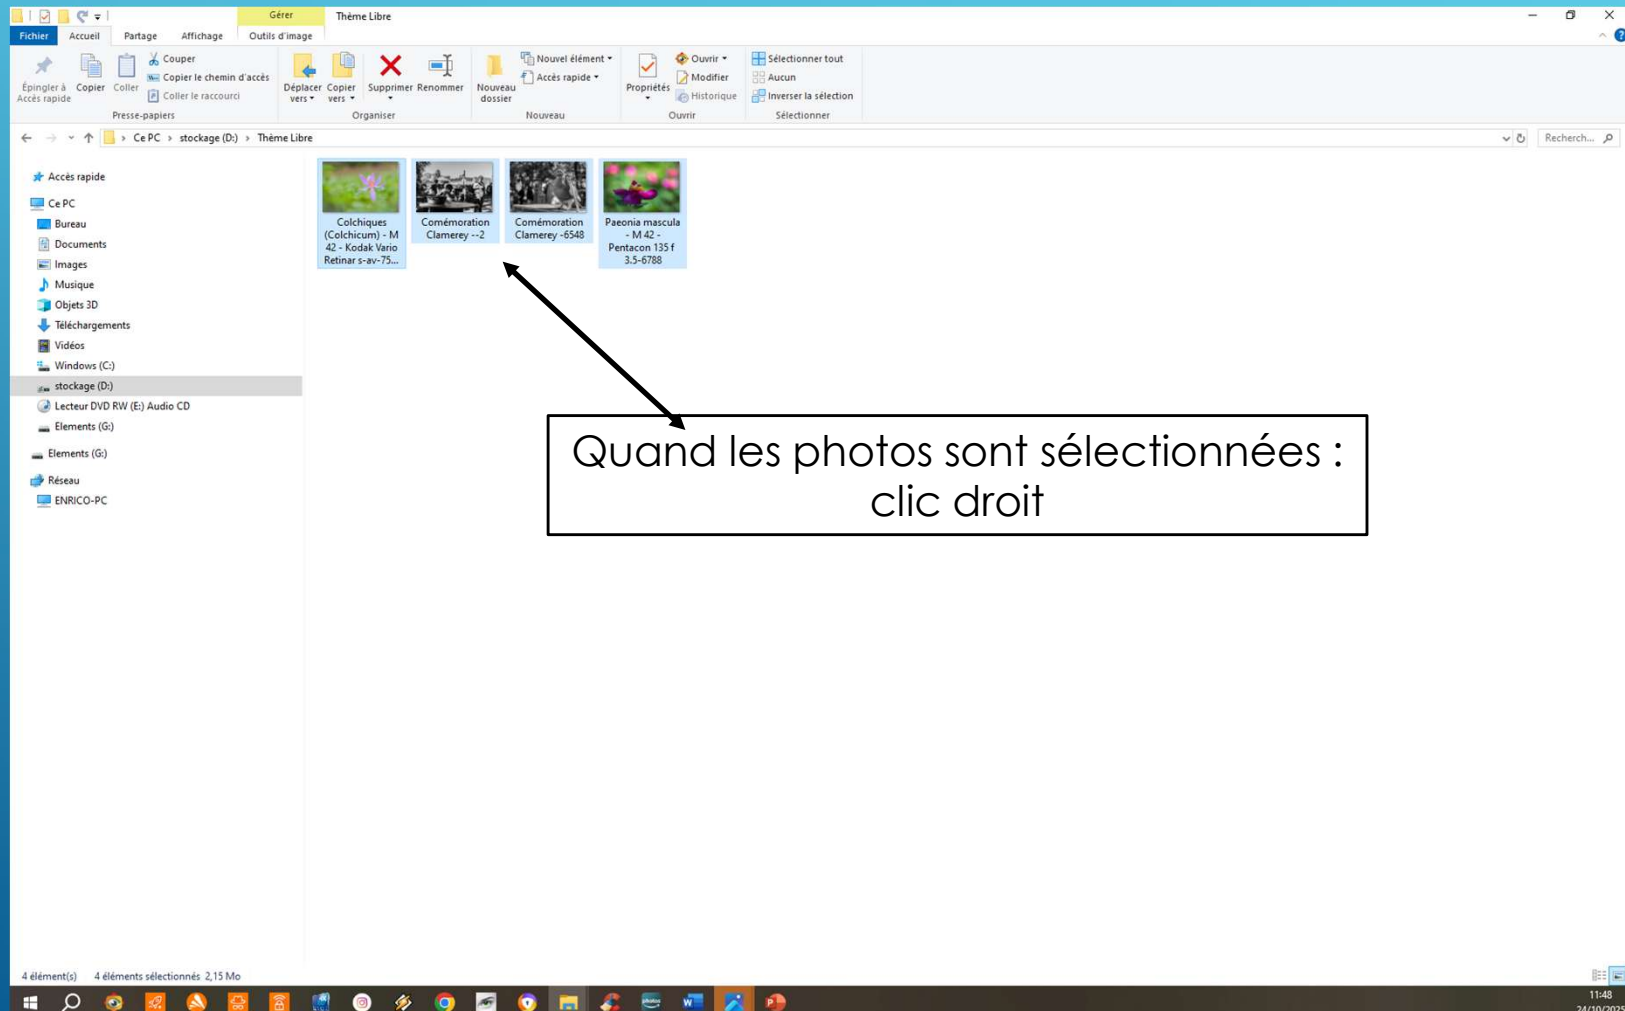 Gérer
Thème Libre
Fichier
Accueil
Partage
Affichage
Outils d'image
Épingler à
Accès rapide
Copier
Coller
Couper
Copier le chemin d'accès
Coller le raccourci
Presse-papiers
Déplacer
vers
Copier
vers
Supprimer
Renommer
Organiser
Nouveau
dossier
Nouvel élément
Accès rapide
Nouveau
Propriétés
Ouvrir
Modifier
Historique
Ouvrir
Sélectionner tout
Aucun
Inverser la sélection
Sélectionner
Ce PC > stockage (D:) > Thème Libre
Recherch...
Accès rapide
Ce PC
Bureau
Documents
Images
Musique
Objets 3D
Téléchargements
Vidéos
Windows (C:)
stockage (D:)
Lecteur DVD RW (E:) Audio CD
Elements (G:)
Elements (G:)
Réseau
ENRICO-PC
Colchiques
(Colchicum) - M
42 - Kodak Vario
Retinar s-av-75...
Comémoration
Clamerey --2
Comémoration
Clamerey -6548
Paeonia mascula
- M 42 -
Pentacon 135 f
3.5-6788
Quand les photos sont sélectionnées :
clic droit
4 élément(s) 4 éléments sélectionnés 2,15 Mo
11:48
24/10/2025